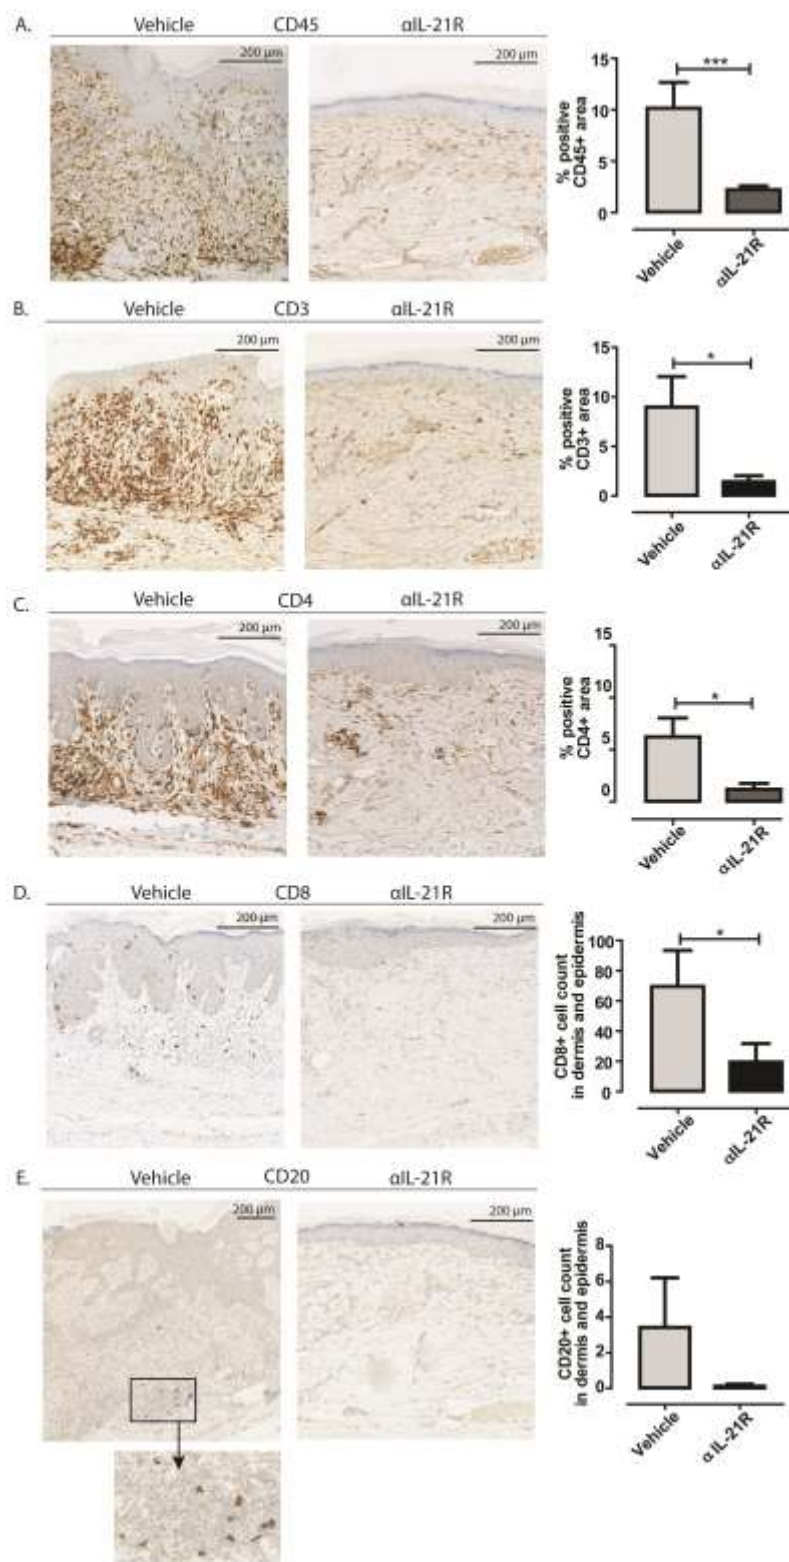 A. Vehicle CD45 αIL-21R
200 µm
200 µm
15
10
5
0
% positive
CD45+ area
***
Vehicle
αIL-21R
B. Vehicle CD3 αIL-21R
200 µm
200 µm
15
10
5
0
% positive
CD3+ area
*
Vehicle
αIL-21R
C. Vehicle CD4 αIL-21R
200 µm
200 µm
15
10
5
0
% positive
CD4+ area
*
Vehicle
αIL-21R
D. Vehicle CD8 αIL-21R
200 µm
200 µm
100
80
60
40
20
0
CD8+ cell count
in dermis and epidermis
*
Vehicle
αIL-21R
E. Vehicle CD20 αIL-21R
200 µm
200 µm
8
6
4
2
0
CD20+ cell count
in dermis and epidermis
Vehicle
α IL-21R